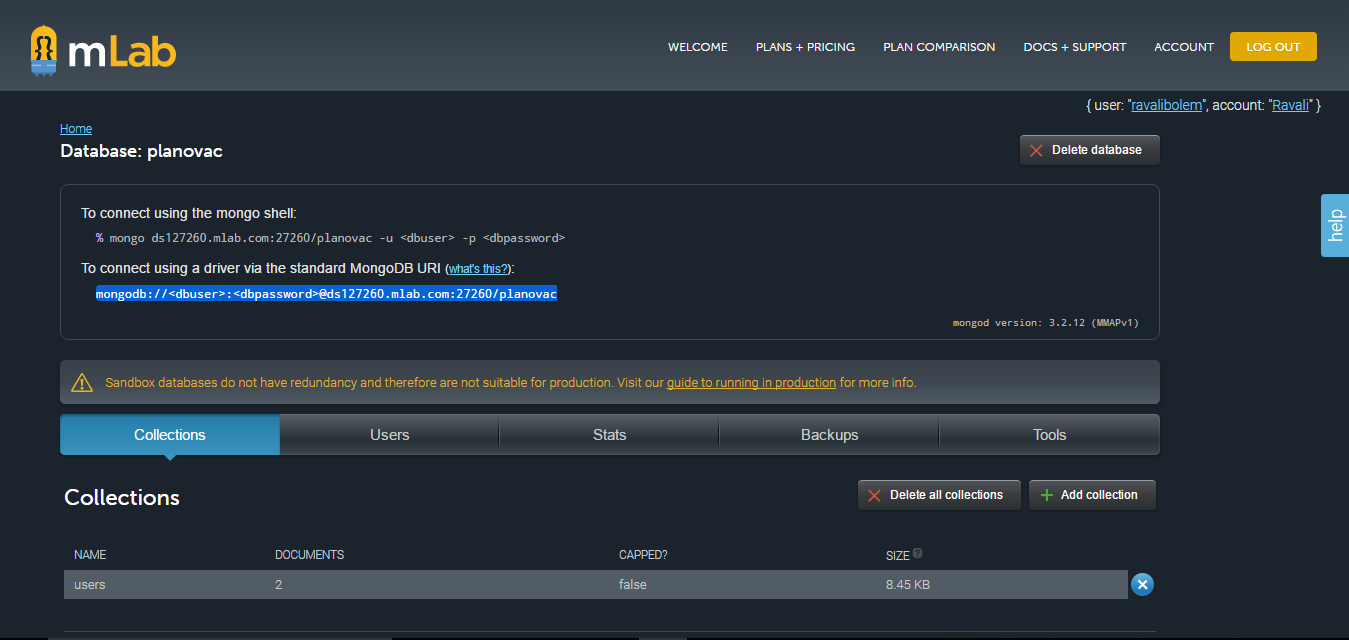 mLab
WELCOME PLANS + PRICING PLAN COMPARISON DOCS + SUPPORT ACCOUNT LOG OUT
{ user: "ravalibolem", account: "Ravali" }
Home
Database: planovac
Delete database
To connect using the mongo shell:
% mongo ds127260.mlab.com:27260/planovac -u <dbuser> -p <dbpassword>
To connect using a driver via the standard MongoDB URI (what's this?):
mongodb://<dbuser>:<dbpassword>@ds127260.mlab.com:27260/planovac
mongod version: 3.2.12 (MMAPv1)
help
Sandbox databases do not have redundancy and therefore are not suitable for production. Visit our guide to running in production for more info.
Collections Users Stats Backups Tools
Collections
Delete all collections Add collection
NAME DOCUMENTS CAPPED? SIZE ?
users 2 false 8.45 KB